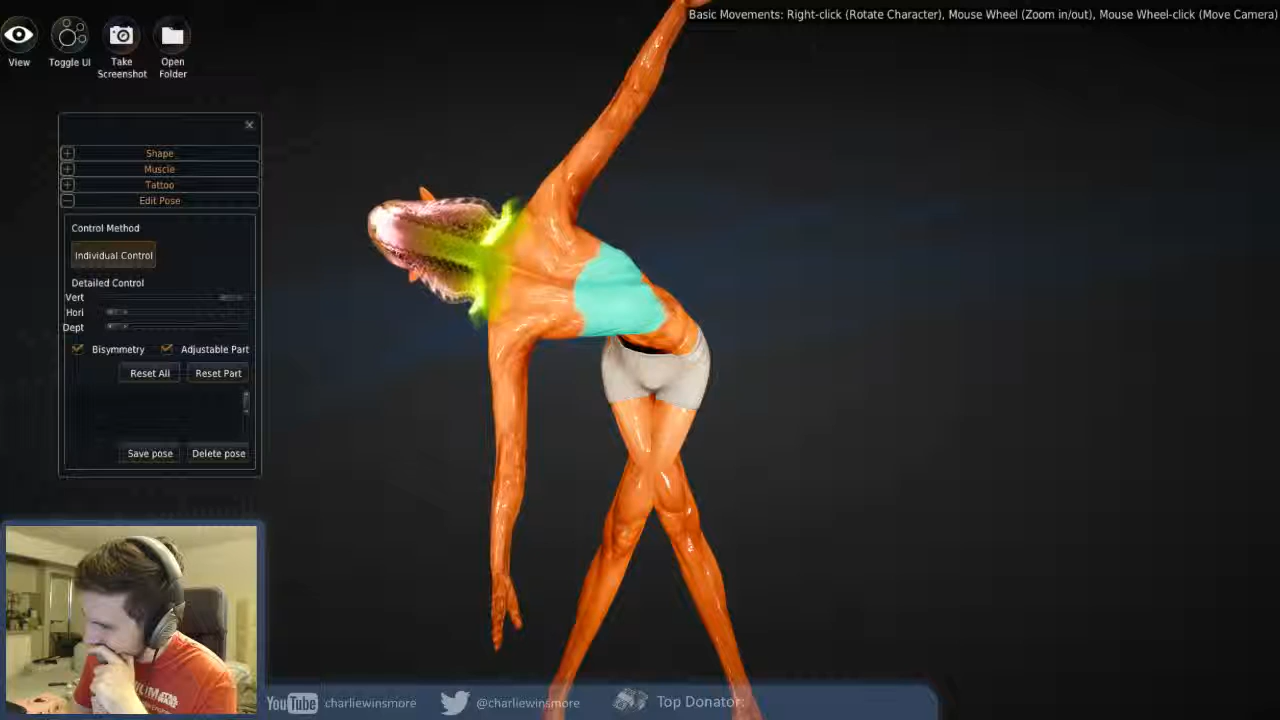 Basic Movements: Right-click (Rotate Character), Mouse Wheel (Zoom in/out), Mouse Wheel-click (Move Camera)
View
Toggle UI
Take Screenshot
Open Folder
Shape
Muscle
Tattoo
Edit Pose
Control Method
Individual Control
Detailed Control
Vert
Hori
Dept
Bisymmetry
Adjustable Part
Reset All
Reset Part
Save pose
Delete pose
YouTube charliewinsmore
@charliewinsmore
Top Donator: